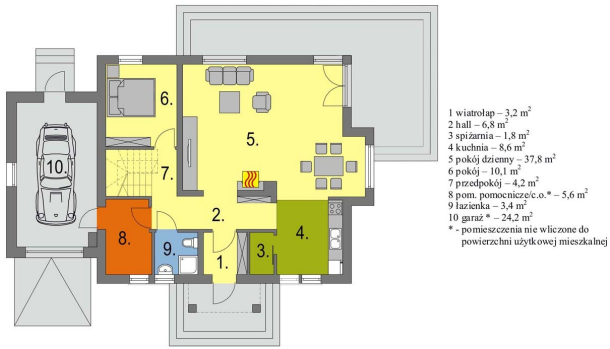 6.
5.
10.
7.
2.
8.
9.
1.
3.
4.
1 wiatrołap – 3,2 m²
2 hall – 6,8 m²
3 spiżarnia – 1,8 m²
4 kuchnia – 8,6 m²
5 pokój dzienny – 37,8 m²
6 pokój – 10,1 m²
7 przedpokój – 4,2 m²
8 pom. pomocnicze/c.o.* – 5,6 m²
9 łazienka – 3,4 m²
10 garaż * – 24,2 m²
* - pomieszczenia nie wliczone do
powierzchni użytkowej mieszkalnej